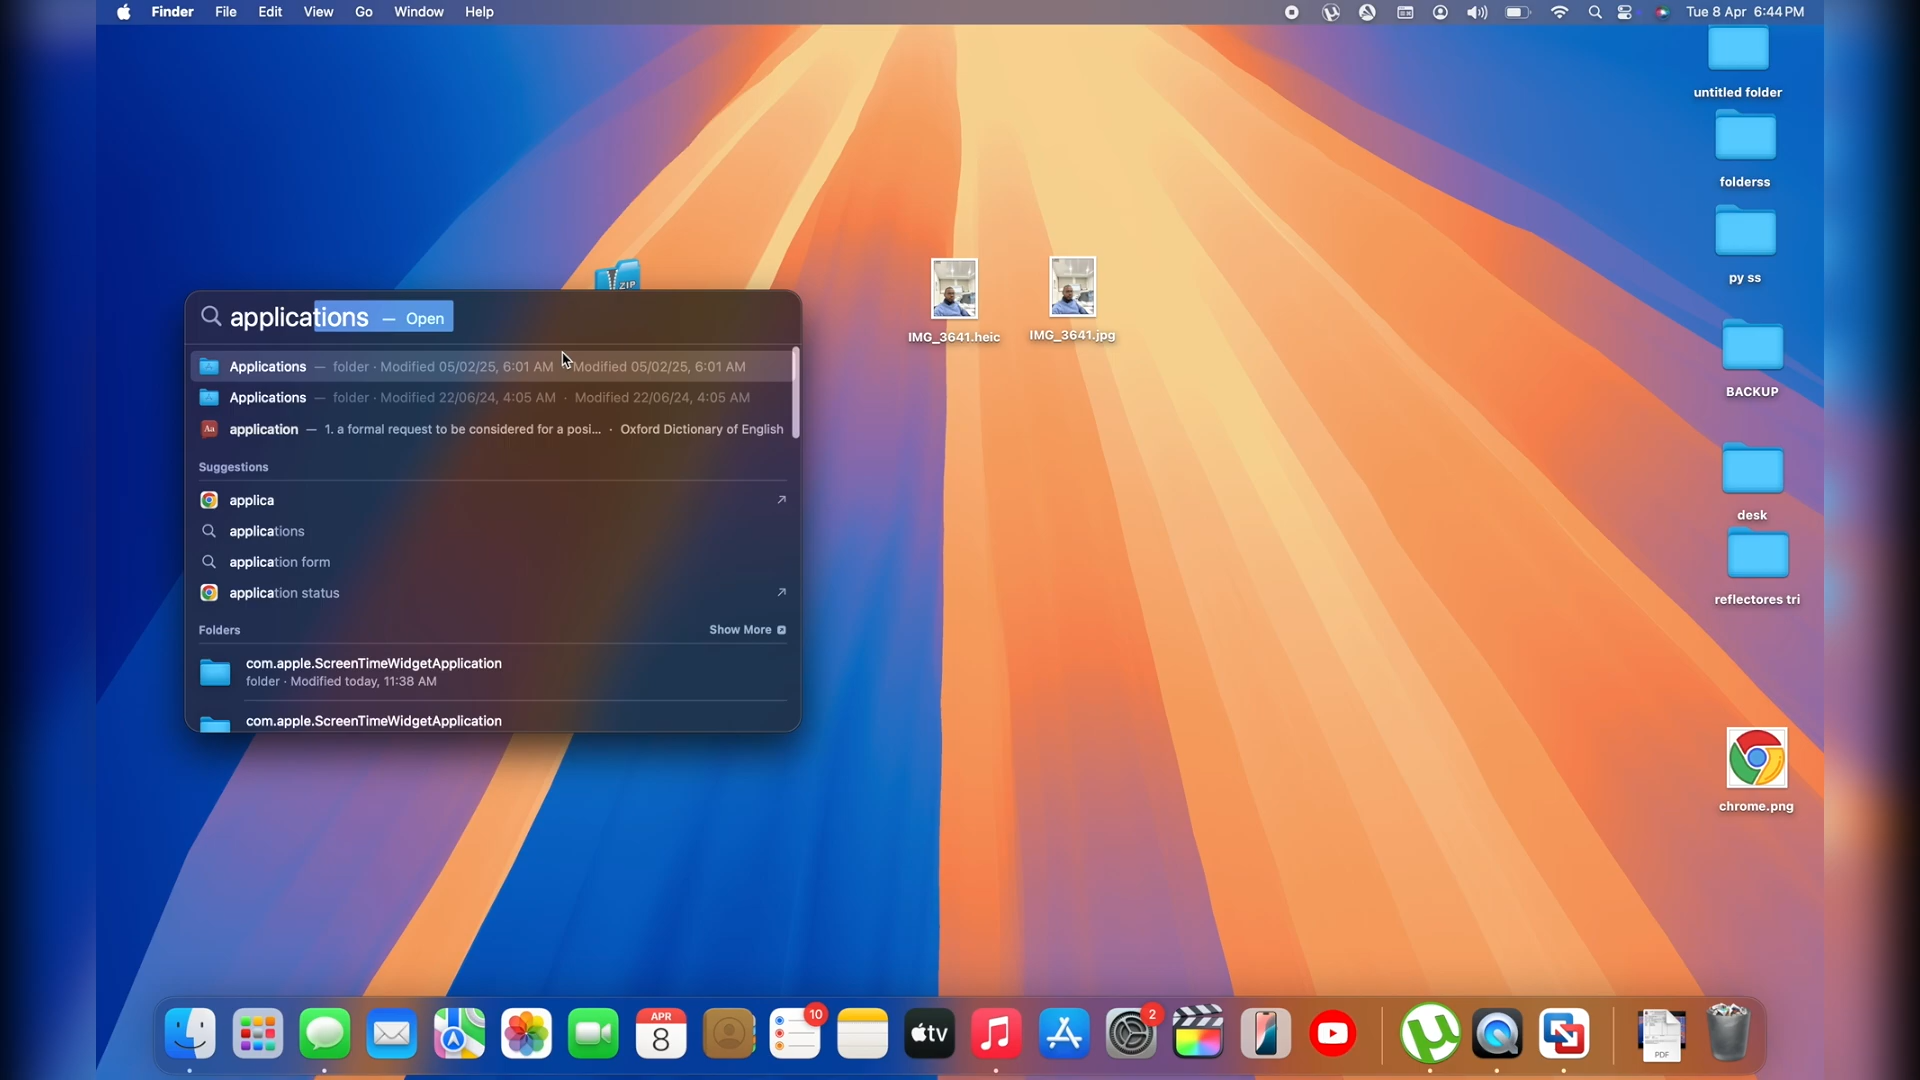 Finder File Edit View Go Window Help
Tue 8 Apr 6:44 PM
untitled folder
folderss
py ss
BACKUP
desk
reflectores tri
chrome.png
ZIP
IMG_3641.heic
IMG_3641.jpg
applications — Open
Applications — folder · Modified 05/02/25, 6:01 AM Modified 05/02/25, 6:01 AM
Applications — folder · Modified 22/06/24, 4:05 AM · Modified 22/06/24, 4:05 AM
Aa application — 1. a formal request to be considered for a posi... · Oxford Dictionary of English
Suggestions
applica
applications
application form
application status
Folders Show More
com.apple.ScreenTimeWidgetApplication
folder · Modified today, 11:38 AM
com.apple.ScreenTimeWidgetApplication
APR
8
10
tv
2
PDF